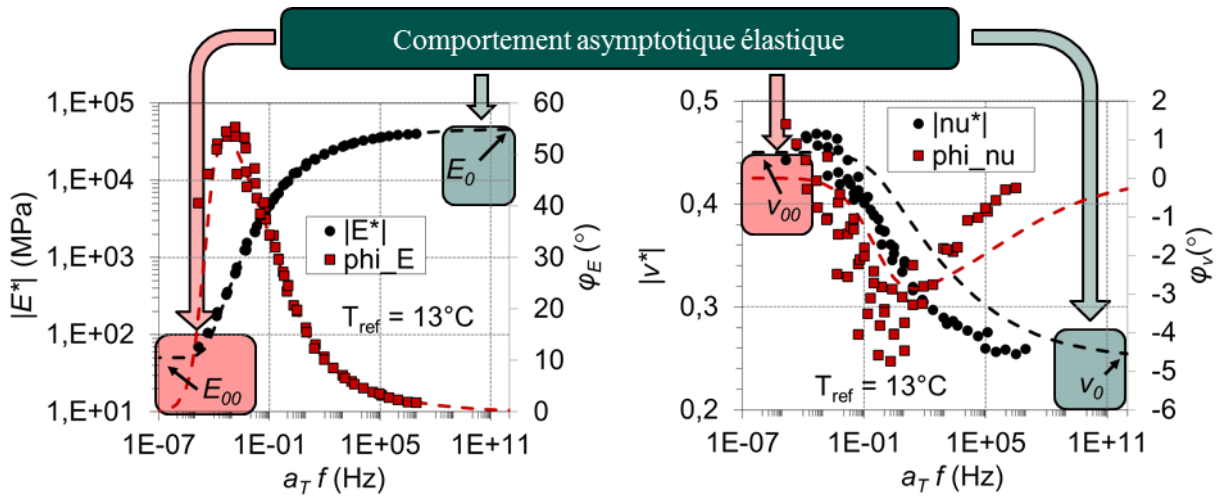 Comportement asymptotique élastique
1,E+05
1,E+04
1,E+03
1,E+02
1,E+01
|E*| (MPa)
60
50
40
30
20
10
0
φE (°)
E0
|E*|
phi_E
Tref = 13°C
E00
1E-07
1E-01
1E+05
1E+11
aT f (Hz)
0,5
0,4
0,3
0,2
|ν*|
2
1
0
-1
-2
-3
-4
-5
-6
φν(°)
|nu*|
phi_nu
ν00
Tref = 13°C
ν0
1E-07
1E-01
1E+05
1E+11
aT f (Hz)